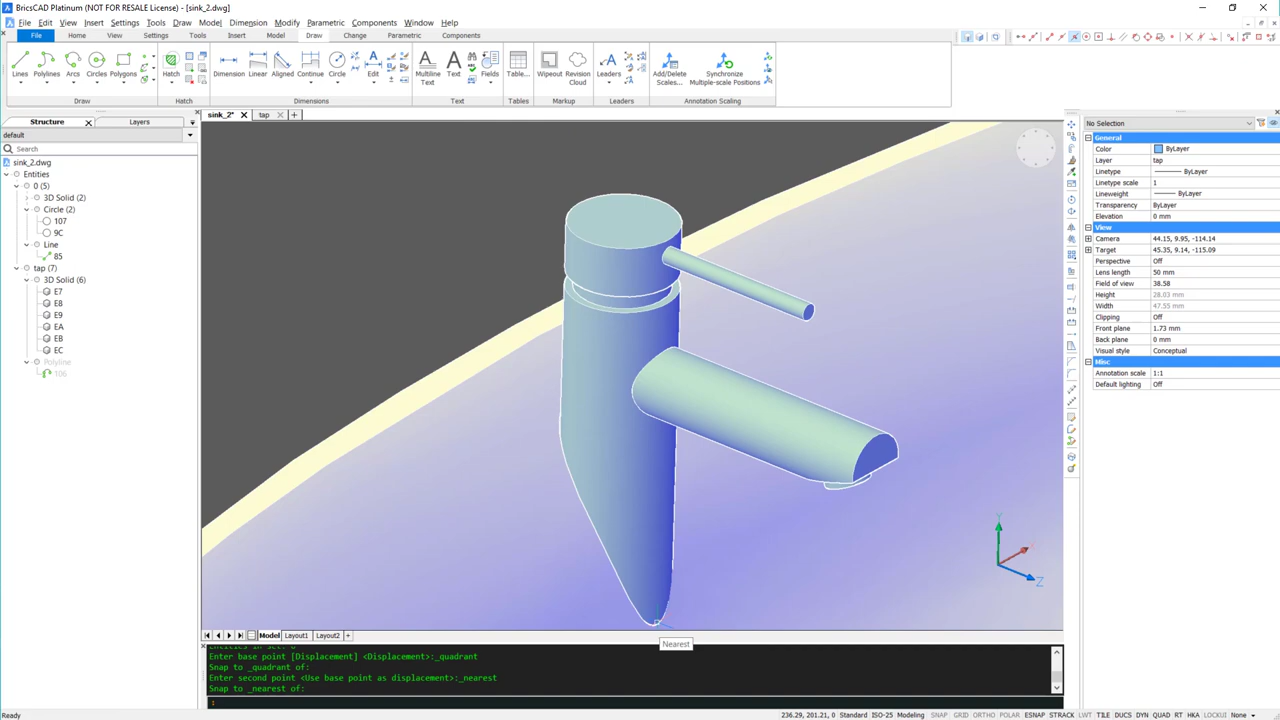 BricsCAD Platinum (NOT FOR RESALE License) - [sink_2.dwg]
File Edit View Insert Settings Tools Draw Model Dimension Modify Parametric Components Window Help
File Home View Settings Tools Insert Model Draw Change Parametric Components
Lines Polylines Arcs Circles Polygons Hatch Dimension Linear Aligned Continue Circle Edit Multiline Text Text Fields Table... Wipeout Revision Cloud Leaders Add/Delete Scales... Synchronize Multiple-scale Positions
Draw Hatch Dimensions Text Tables Markup Leaders Annotation Scaling
Structure Layers
sink_2* tap
default
Search
sink_2.dwg
Entities
0 (5)
3D Solid (2)
Circle (2)
107
9C
Line
85
tap (7)
3D Solid (6)
E7
E8
E9
EA
EB
EC
Polyline
106
Y
Z
Nearest
Model Layout1 Layout2
Entities in set: 6
Enter base point [Displacement] <Displacement>:_quadrant
Snap to _quadrant of:
Enter second point <Use base point as displacement>:_nearest
Snap to _nearest of:
:
No Selection
General
Color ByLayer
Layer tap
Linetype ByLayer
Linetype scale 1
Lineweight ByLayer
Transparency ByLayer
Elevation 0 mm
View
Camera 44.15, 9.95, -114.14
Target 45.35, 9.14, -115.09
Perspective Off
Lens length 50 mm
Field of view 38.58
Height 28.03 mm
Width 47.55 mm
Clipping Off
Front plane 1.73 mm
Back plane 0 mm
Visual style Conceptual
Misc
Annotation scale 1:1
Default lighting Off
Ready
236.29, 201.21, 0 Standard ISO-25 Modeling SNAP GRID ORTHO POLAR ESNAP STRACK LWT TILE DUCS DYN QUAD RT HKA LOCKUI None